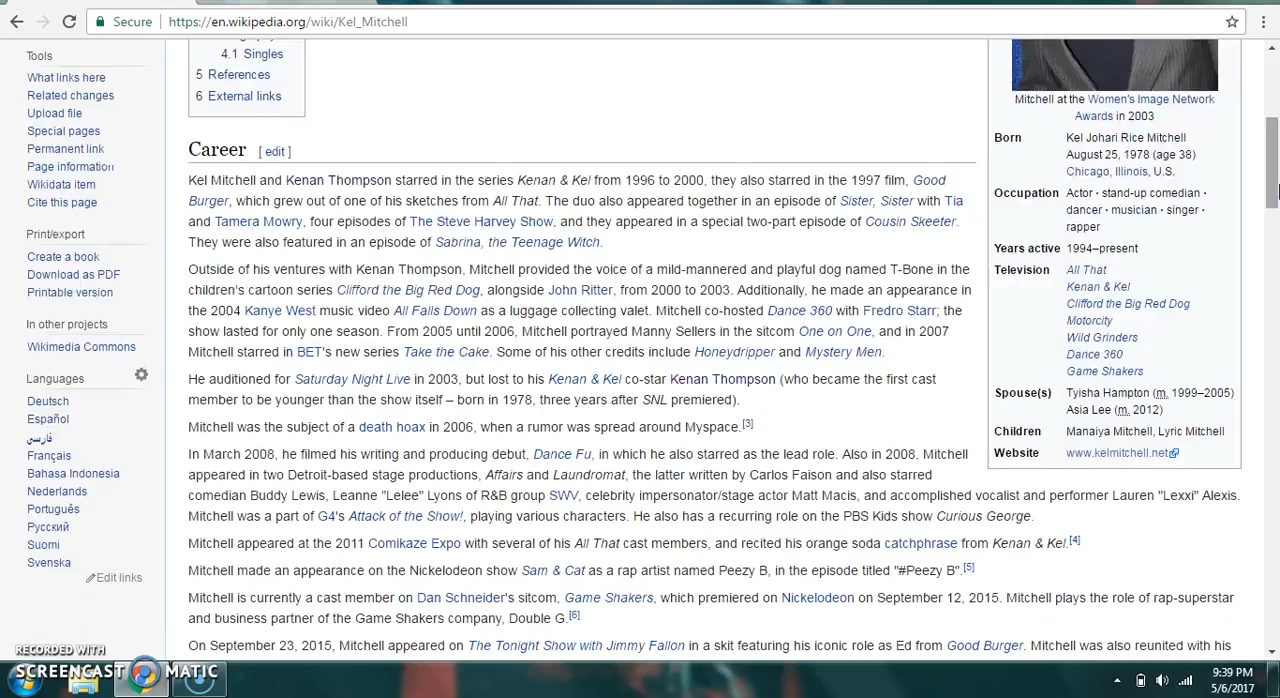 Secure https://en.wikipedia.org/wiki/Kel_Mitchell
Tools
What links here
Related changes
Upload file
Special pages
Permanent link
Page information
Wikidata item
Cite this page
Print/export
Create a book
Download as PDF
Printable version
In other projects
Wikimedia Commons
Languages
Deutsch
Español
فارسی
Français
Bahasa Indonesia
Nederlands
Português
Русский
Suomi
Svenska
Edit links
4.1 Singles
5 References
6 External links
Career [ edit ]
Kel Mitchell and Kenan Thompson starred in the series Kenan & Kel from 1996 to 2000, they also starred in the 1997 film, Good
Burger, which grew out of one of his sketches from All That. The duo also appeared together in an episode of Sister, Sister with Tia
and Tamera Mowry, four episodes of The Steve Harvey Show, and they appeared in a special two-part episode of Cousin Skeeter.
They were also featured in an episode of Sabrina, the Teenage Witch.
Outside of his ventures with Kenan Thompson, Mitchell provided the voice of a mild-mannered and playful dog named T-Bone in the
children's cartoon series Clifford the Big Red Dog, alongside John Ritter, from 2000 to 2003. Additionally, he made an appearance in
the 2004 Kanye West music video All Falls Down as a luggage collecting valet. Mitchell co-hosted Dance 360 with Fredro Starr; the
show lasted for only one season. From 2005 until 2006, Mitchell portrayed Manny Sellers in the sitcom One on One, and in 2007
Mitchell starred in BET's new series Take the Cake. Some of his other credits include Honeydripper and Mystery Men.
He auditioned for Saturday Night Live in 2003, but lost to his Kenan & Kel co-star Kenan Thompson (who became the first cast
member to be younger than the show itself – born in 1978, three years after SNL premiered).
Mitchell was the subject of a death hoax in 2006, when a rumor was spread around Myspace.[3]
In March 2008, he filmed his writing and producing debut, Dance Fu, in which he also starred as the lead role. Also in 2008, Mitchell
appeared in two Detroit-based stage productions, Affairs and Laundromat, the latter written by Carlos Faison and also starred
comedian Buddy Lewis, Leanne "Lelee" Lyons of R&B group SWV, celebrity impersonator/stage actor Matt Macis, and accomplished vocalist and performer Lauren "Lexxi" Alexis.
Mitchell was a part of G4's Attack of the Show!, playing various characters. He also has a recurring role on the PBS Kids show Curious George.
Mitchell appeared at the 2011 Comikaze Expo with several of his All That cast members, and recited his orange soda catchphrase from Kenan & Kel.[4]
Mitchell made an appearance on the Nickelodeon show Sam & Cat as a rap artist named Peezy B, in the episode titled "#Peezy B".[5]
Mitchell is currently a cast member on Dan Schneider's sitcom, Game Shakers, which premiered on Nickelodeon on September 12, 2015. Mitchell plays the role of rap-superstar
and business partner of the Game Shakers company, Double G.[6]
On September 23, 2015, Mitchell appeared on The Tonight Show with Jimmy Fallon in a skit featuring his iconic role as Ed from Good Burger. Mitchell was also reunited with his
Mitchell at the Women's Image Network
Awards in 2003
Born Kel Johari Rice Mitchell
August 25, 1978 (age 38)
Chicago, Illinois, U.S.
Occupation Actor · stand-up comedian ·
dancer · musician · singer ·
rapper
Years active 1994–present
Television All That
Kenan & Kel
Clifford the Big Red Dog
Motorcity
Wild Grinders
Dance 360
Game Shakers
Spouse(s) Tyisha Hampton (m. 1999–2005)
Asia Lee (m. 2012)
Children Manaiya Mitchell, Lyric Mitchell
Website www.kelmitchell.net
RECORDED WITH
SCREENCAST MATIC
9:39 PM
5/6/2017